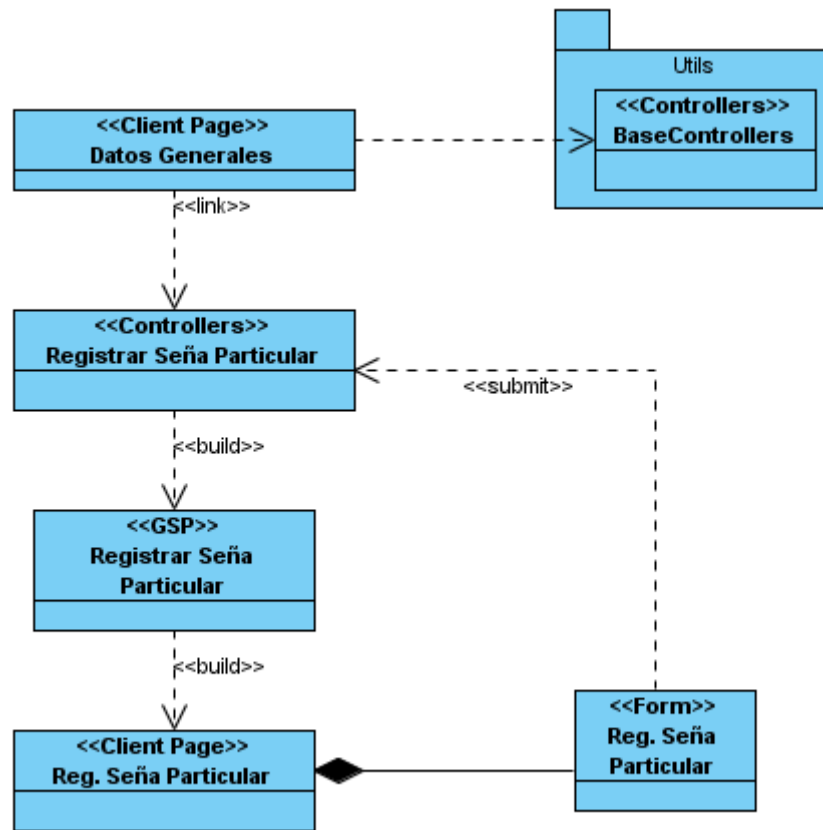 Utils
<<Controllers>>
BaseControllers
<<Client Page>>
Datos Generales
<<link>>
<<Controllers>>
Registrar Seña Particular
<<submit>>
<<build>>
<<GSP>>
Registrar Seña
Particular
<<build>>
<<Client Page>>
Reg. Seña Particular
<<Form>>
Reg. Seña
Particular